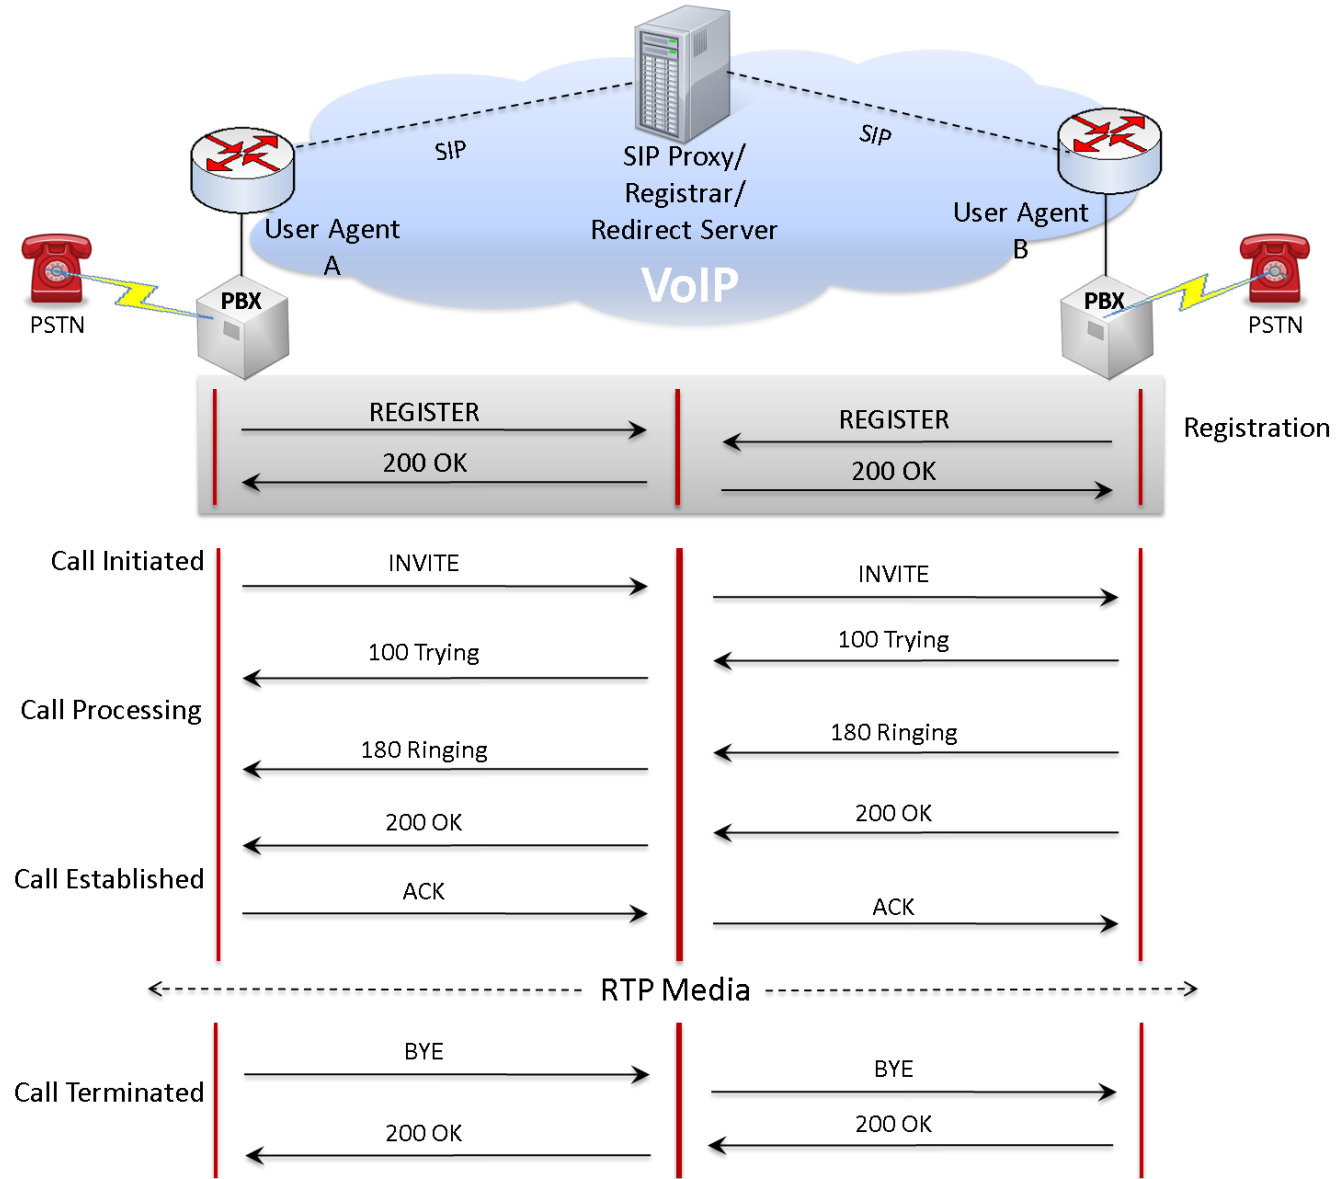 SIP
SIP
SIP Proxy/
Registrar/
Redirect Server
User Agent
A
User Agent
B
VoIP
PBX
PBX
PSTN
PSTN
REGISTER
REGISTER
Registration
200 OK
200 OK
Call Initiated
INVITE
INVITE
100 Trying
100 Trying
Call Processing
180 Ringing
180 Ringing
200 OK
200 OK
Call Established
ACK
ACK
RTP Media
BYE
BYE
Call Terminated
200 OK
200 OK